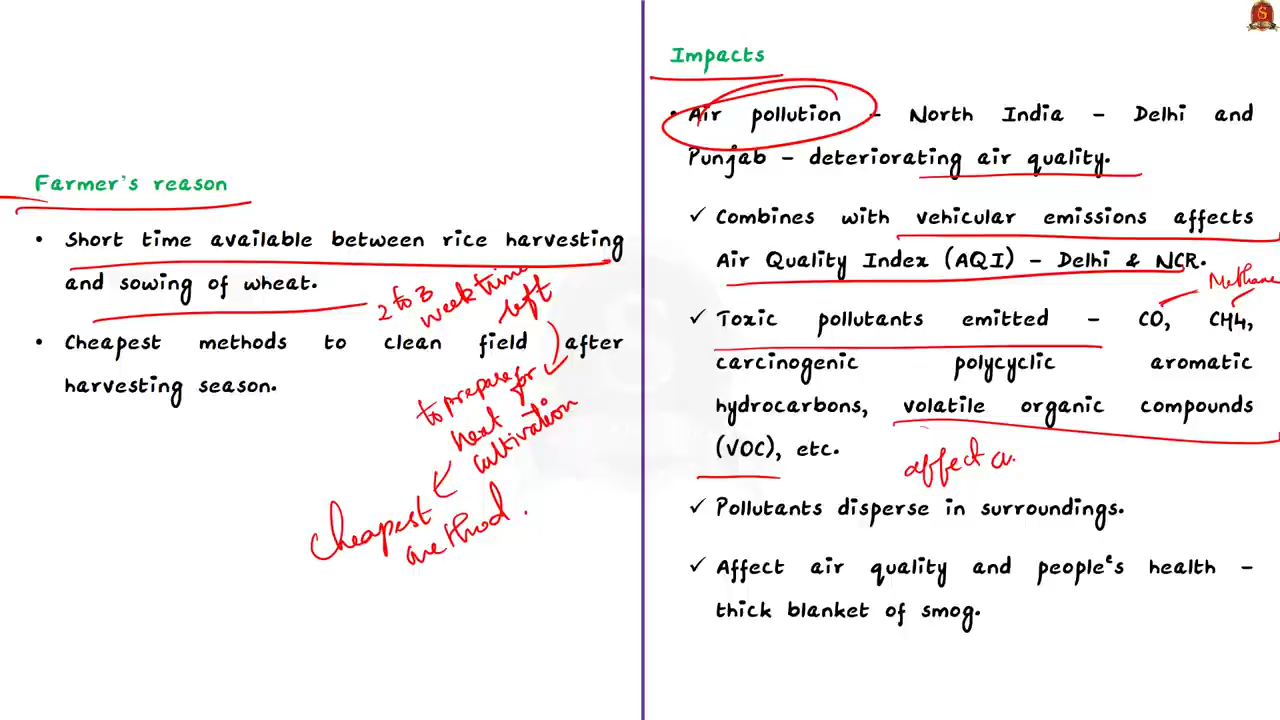 Farmer's reason
• Short time available between rice harvesting
and sowing of wheat.
2 to 3
week time
left
• Cheapest methods to clean field after
harvesting season.
to prepare for
next
cultivation
Cheapest
method.
Impacts
• Air pollution - North India - Delhi and
Punjab - deteriorating air quality.
✓ Combines with vehicular emissions affects
Air Quality Index (AQI) - Delhi & NCR.
Methane
✓ Toxic pollutants emitted - CO, CH4,
carcinogenic polycyclic aromatic
hydrocarbons, volatile organic compounds
(VOC), etc.
affect
✓ Pollutants disperse in surroundings.
✓ Affect air quality and people's health -
thick blanket of smog.